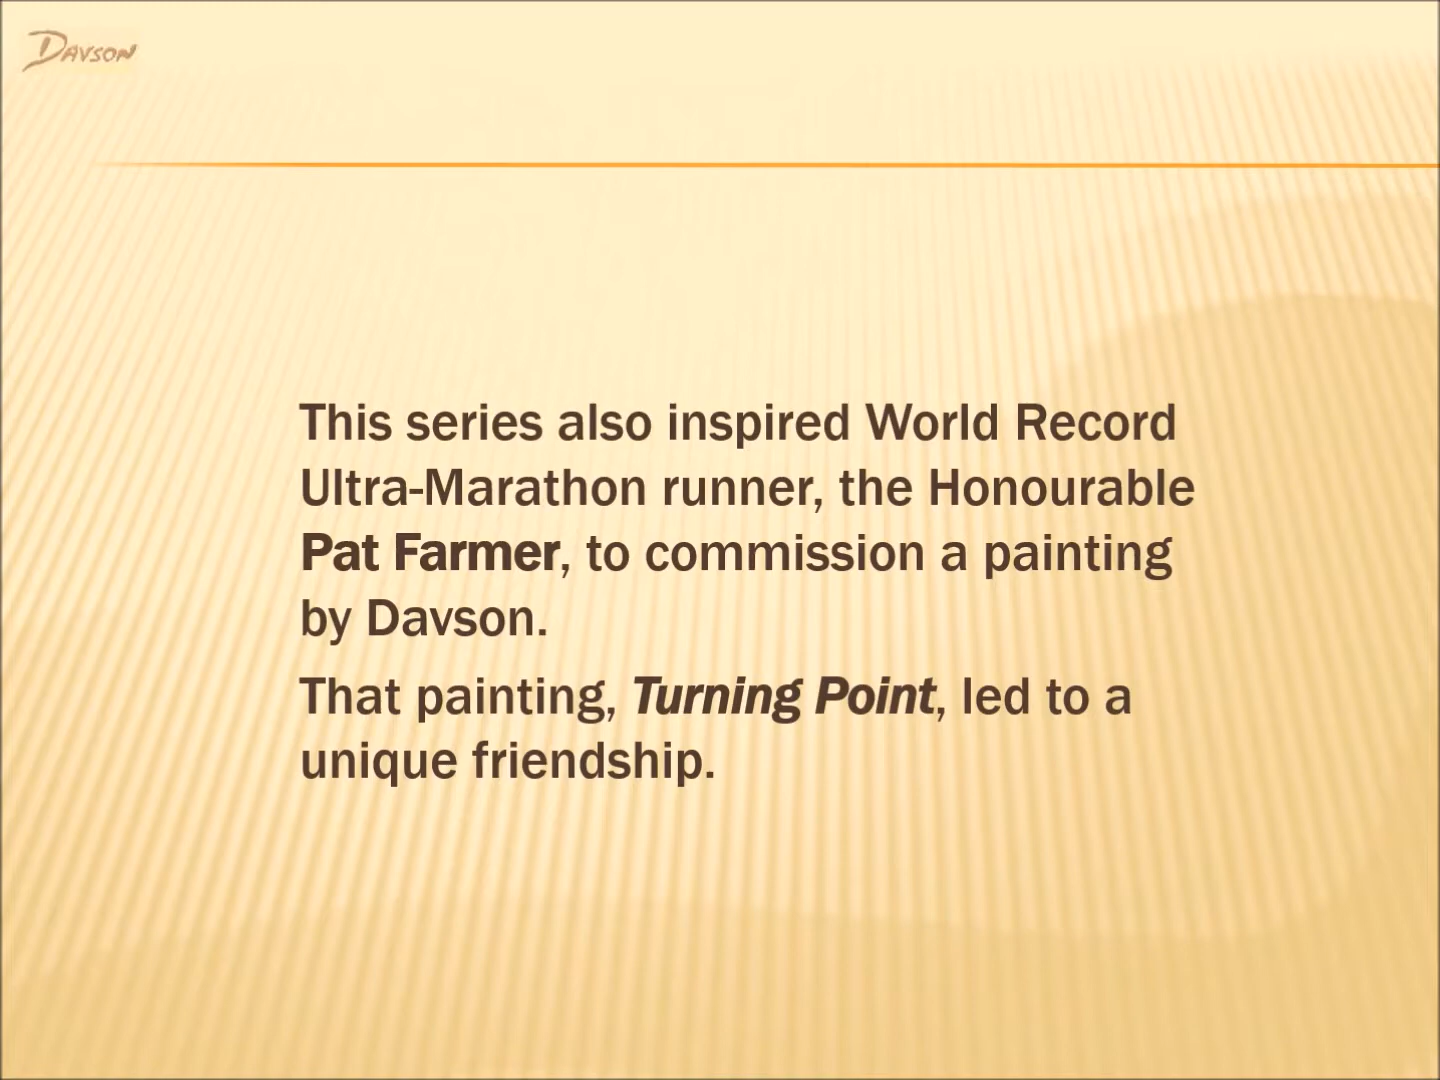 Davson
This series also inspired World Record
Ultra-Marathon runner, the Honourable
Pat Farmer, to commission a painting
by Davson.
That painting, Turning Point, led to a
unique friendship.